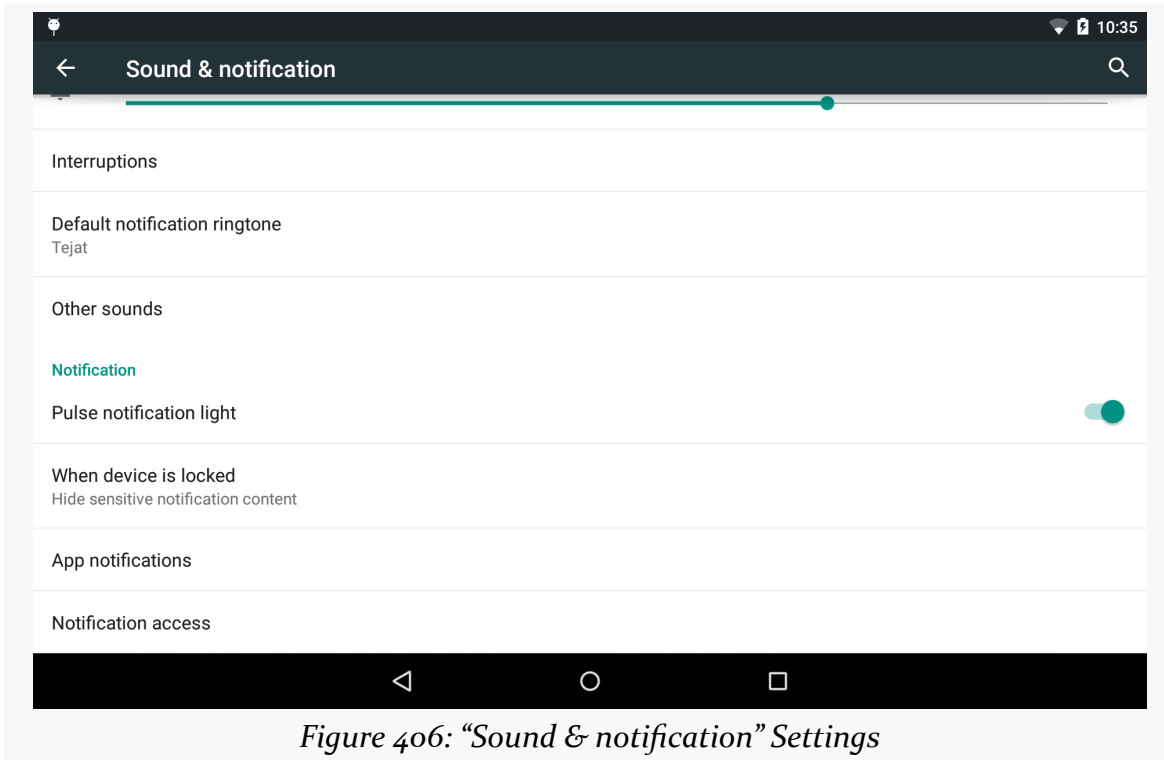 10:35
Sound & notification
Interruptions
Default notification ringtone
Tejat
Other sounds
Notification
Pulse notification light
When device is locked
Hide sensitive notification content
App notifications
Notification access
Figure 406: “Sound & notification” Settings